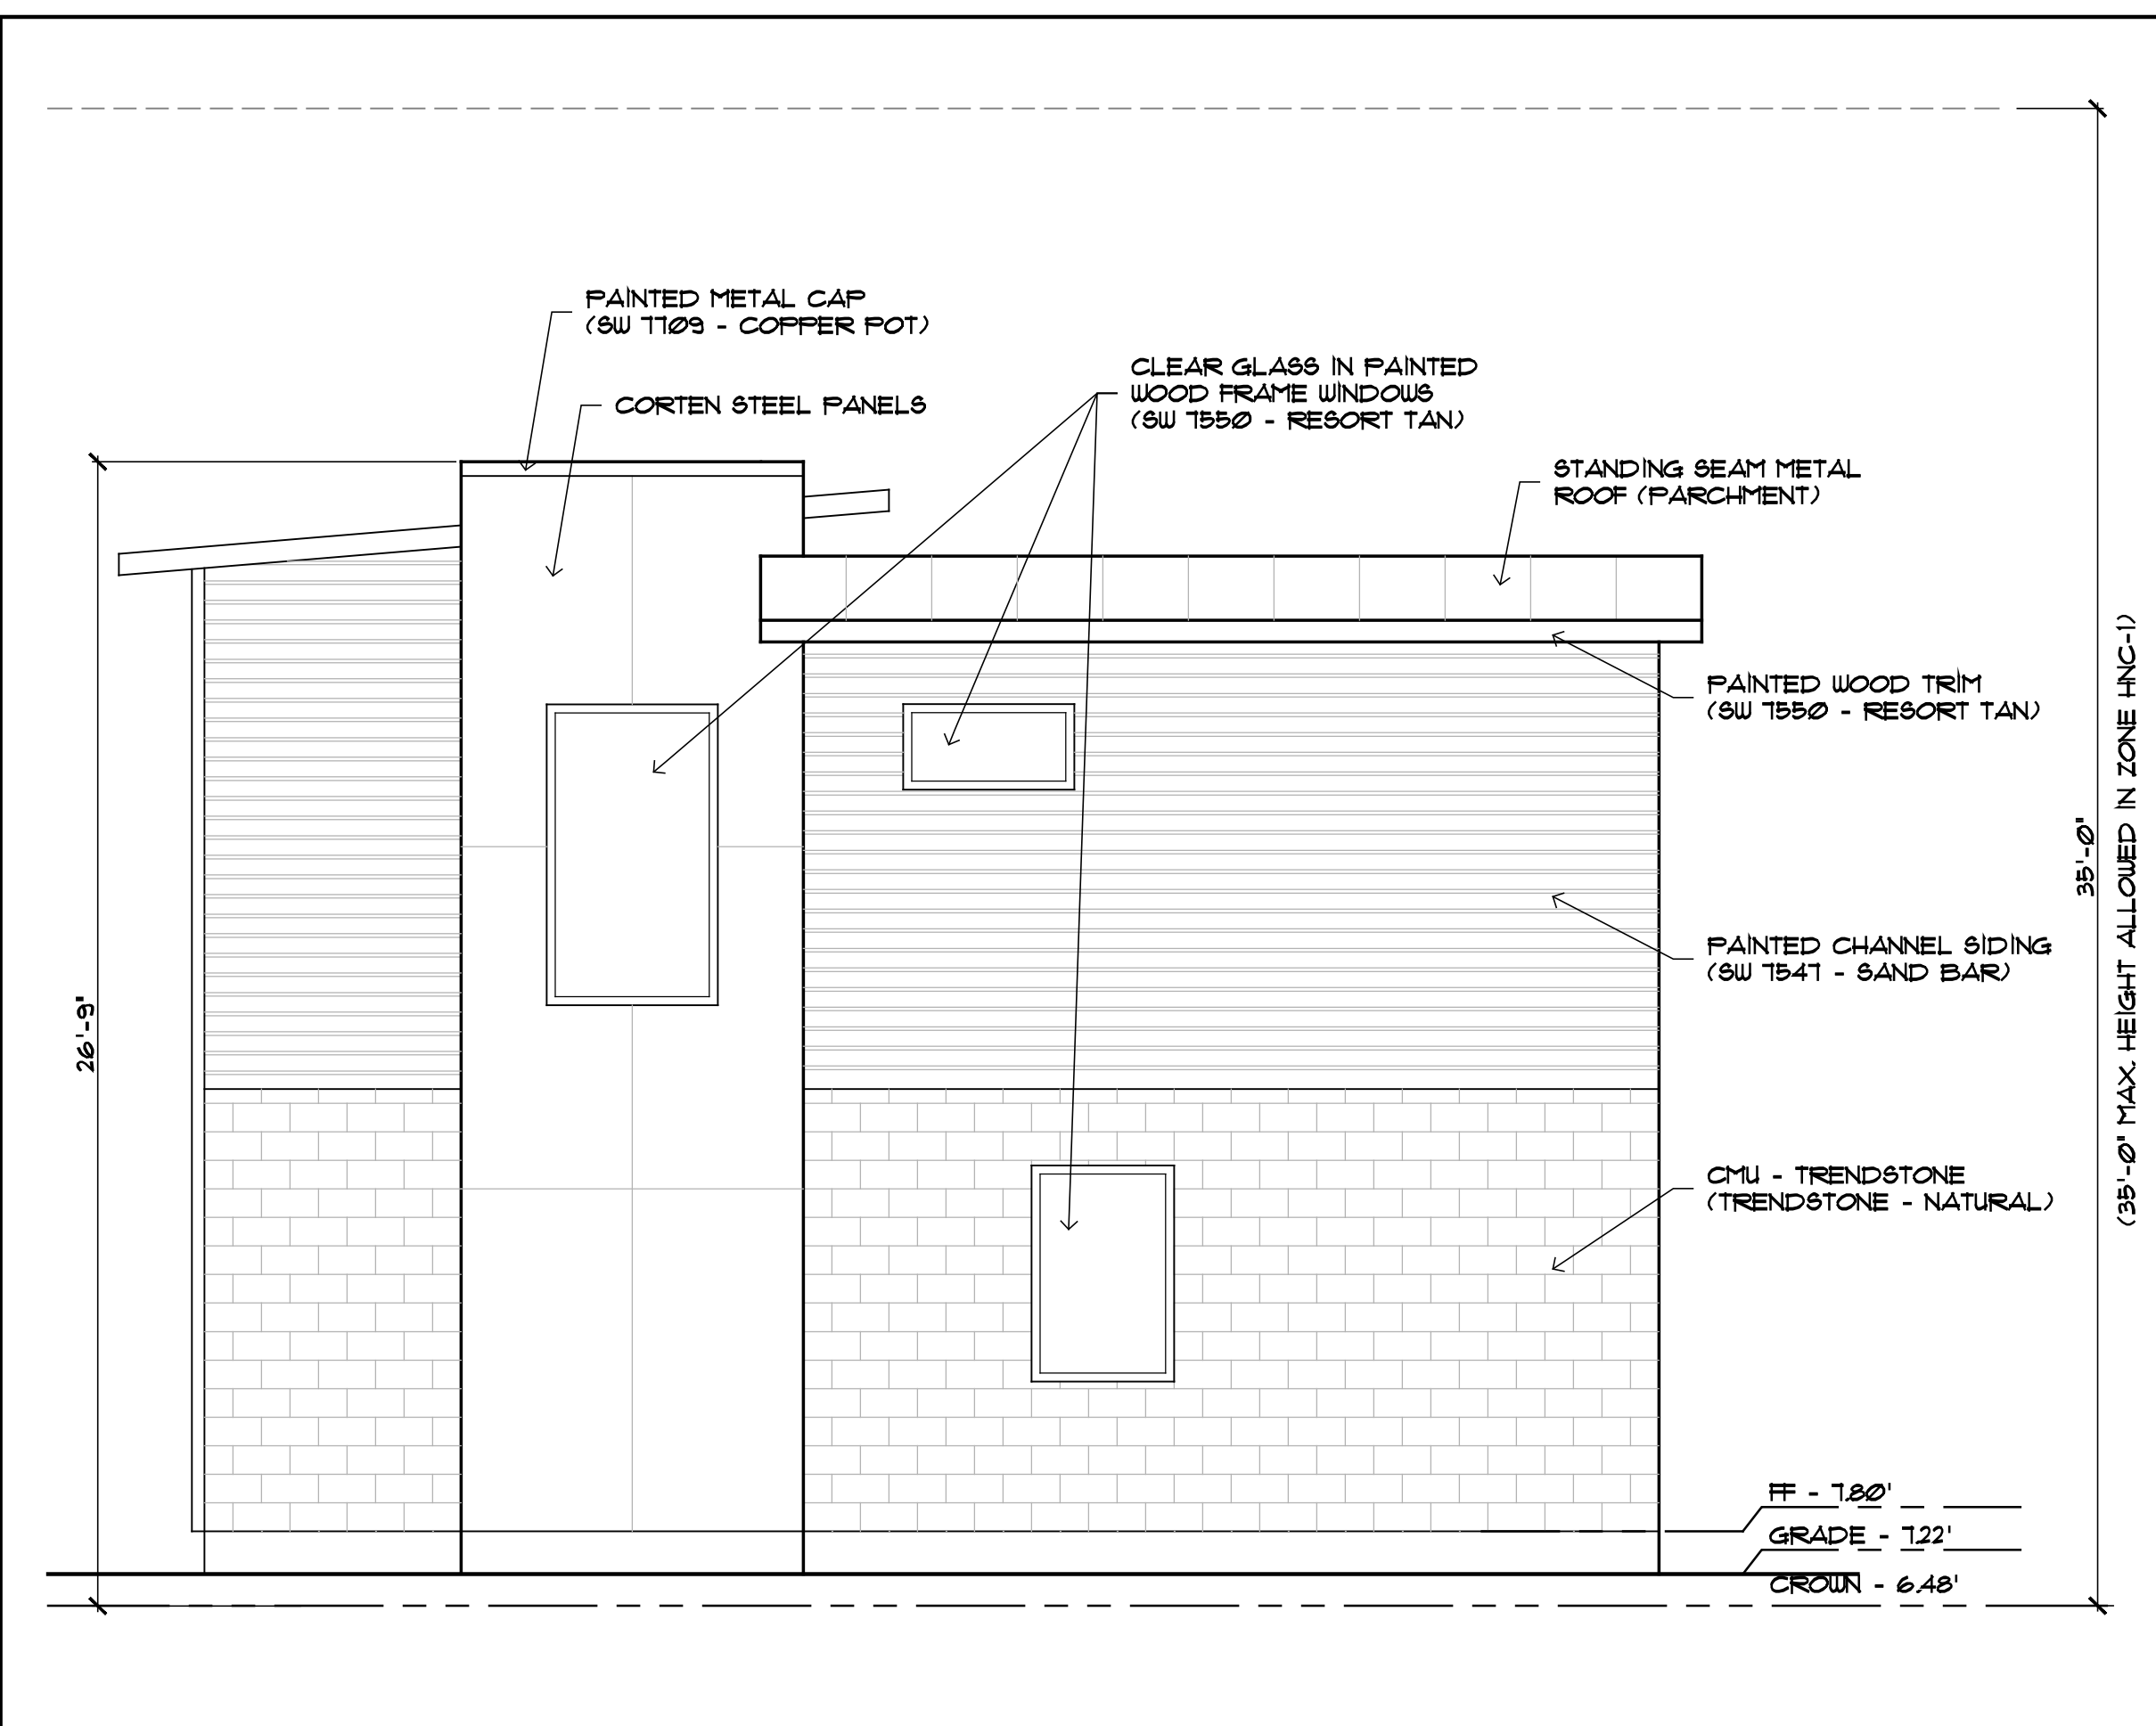 PAINTED METAL CAP
(SW 7709 - COPPER POT)
CORTEN STEEL PANELS
CLEAR GLASS IN PAINTED
WOOD FRAME WINDOWS
(SW 7550 - RESORT TAN)
STANDING SEAM METAL
ROOF (PARCHMENT)
PAINTED WOOD TRIM
(SW 7550 - RESORT TAN)
PAINTED CHANNEL SIDING
(SW 7547 - SAND BAR)
CMU - TRENDSTONE
(TRENDSTONE - NATURAL)
26'-9"
35'-0"
(35'-0" MAX. HEIGHT ALLOWED IN ZONE HNC-1)
FF - 7.80'
GRADE - 7.22'
CROWN - 6.48'